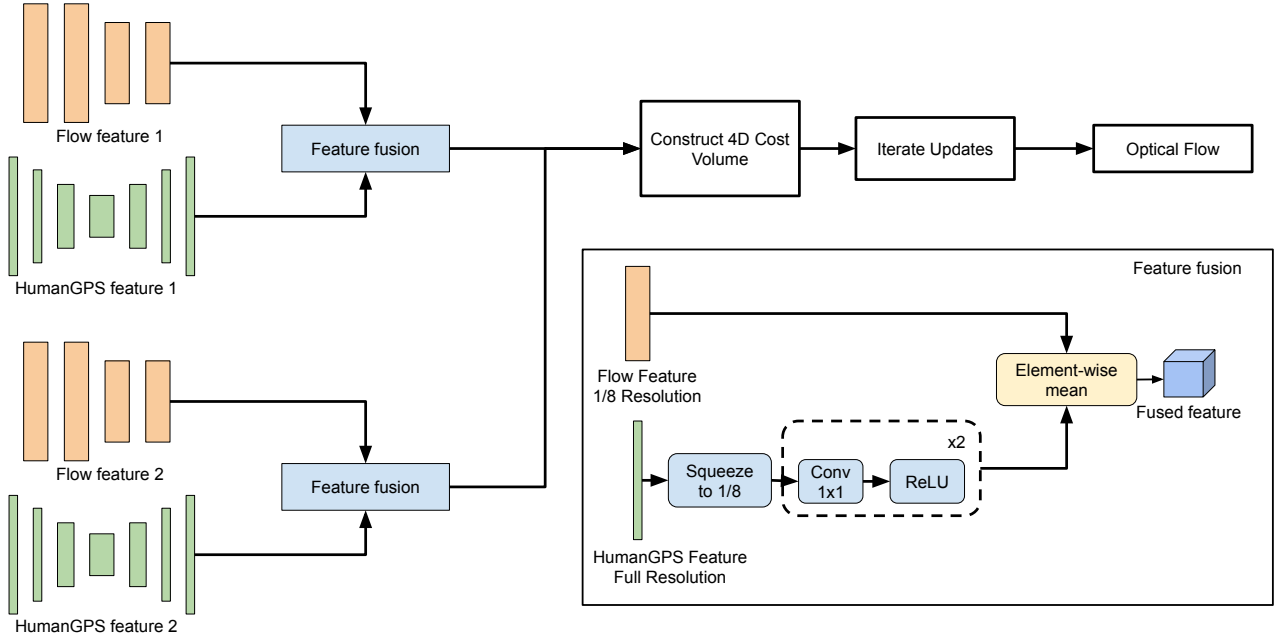 Flow feature 1
Feature fusion
HumanGPS feature 1
Flow feature 2
Feature fusion
HumanGPS feature 2
Construct 4D Cost
Volume
Iterate Updates
Optical Flow
Feature fusion
Flow Feature
1/8 Resolution
Element-wise
mean
Fused feature
x2
Squeeze
to 1/8
Conv
1x1
ReLU
HumanGPS Feature
Full Resolution